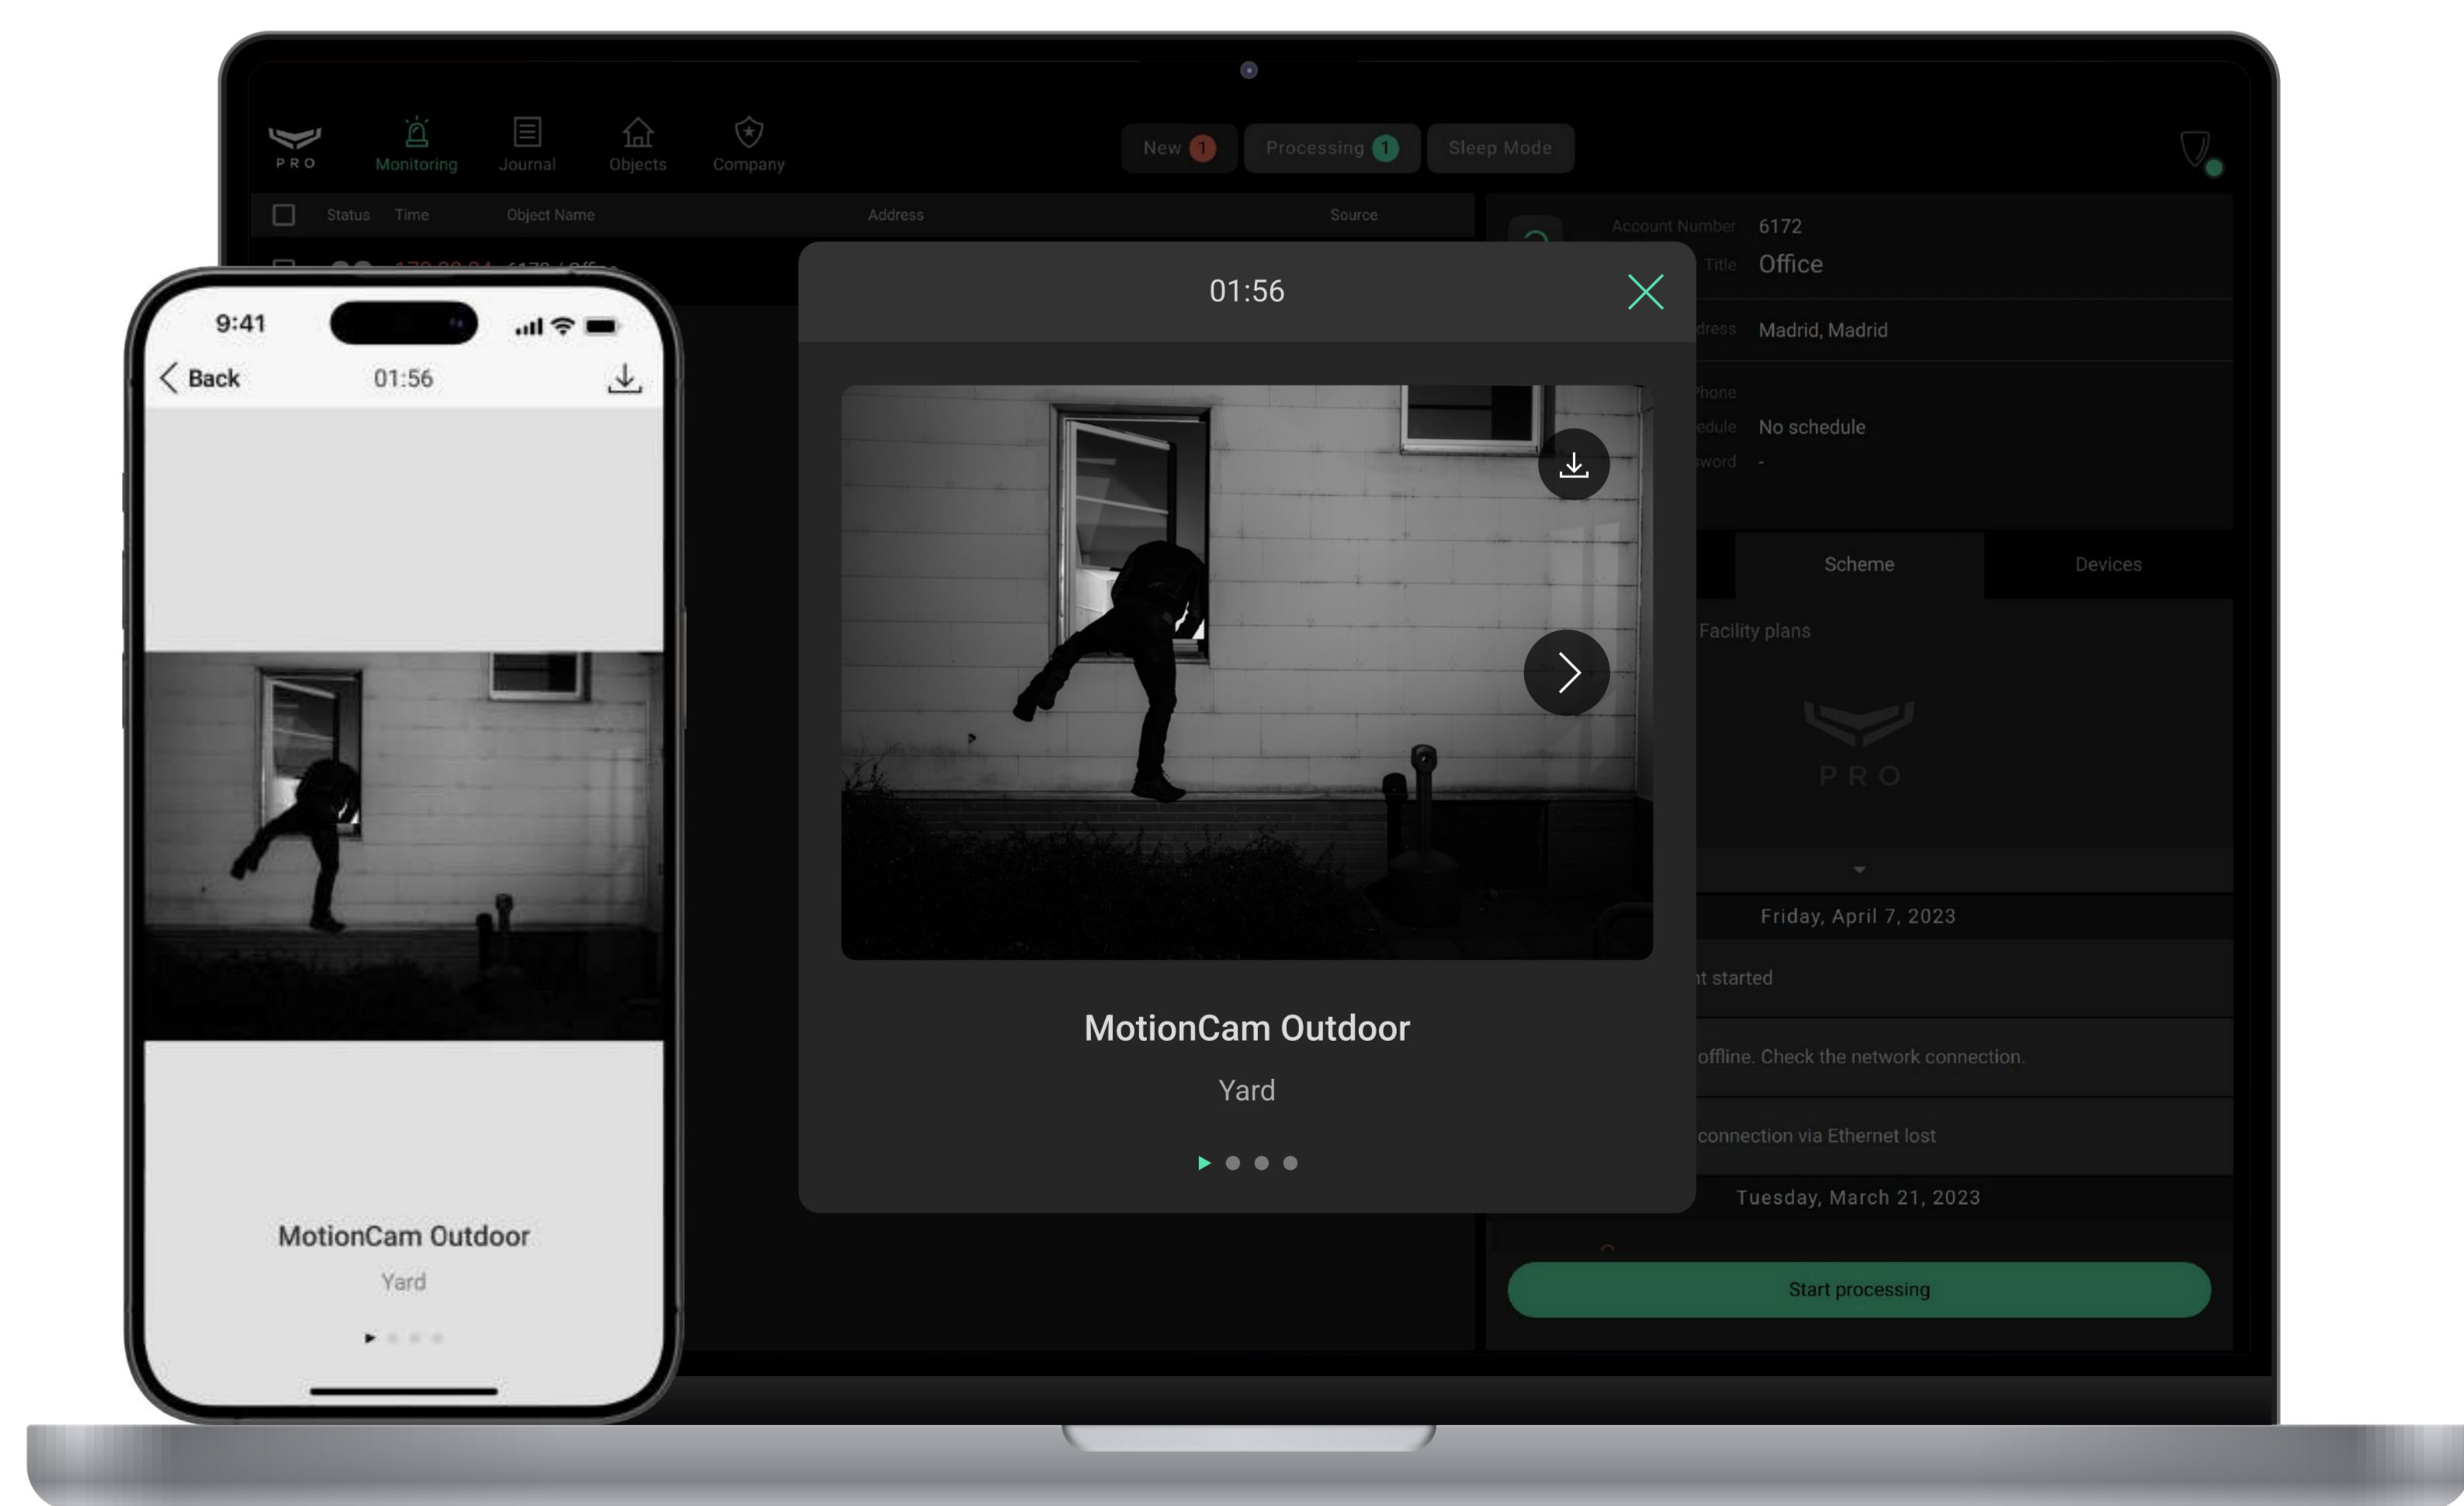 PRO
Monitoring
Journal
Objects
Company
New 1
Processing 1
Sleep Mode
Status
Time
Object Name
Address
Source
Account Number 6172
Title Office
Madrid, Madrid
No schedule
-
Scheme
Devices
Facility plans
PRO
Friday, April 7, 2023
started
offline. Check the network connection.
connection via Ethernet lost
Tuesday, March 21, 2023
Start processing
01:56
MotionCam Outdoor
Yard
9:41
Back
01:56
MotionCam Outdoor
Yard